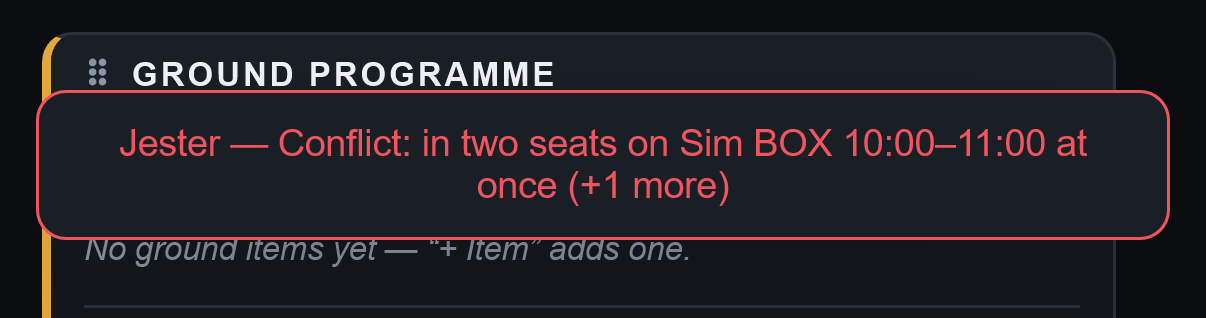 GROUND PROGRAMME
Jester — Conflict: in two seats on Sim BOX 10:00–11:00 at
once (+1 more)
No ground items yet — “+ Item” adds one.